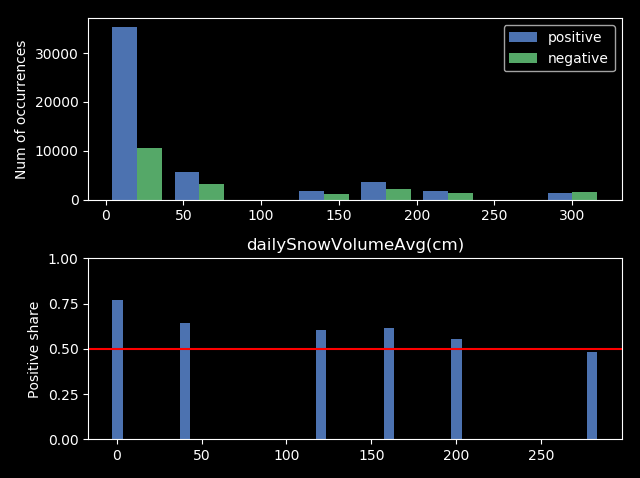 30000
20000
10000
0
Num of occurrences
positive
negative
0 50 100 150 200 250 300
dailySnowVolumeAvg(cm)
1.00
0.75
0.50
0.25
0.00
Positive share
0 50 100 150 200 250